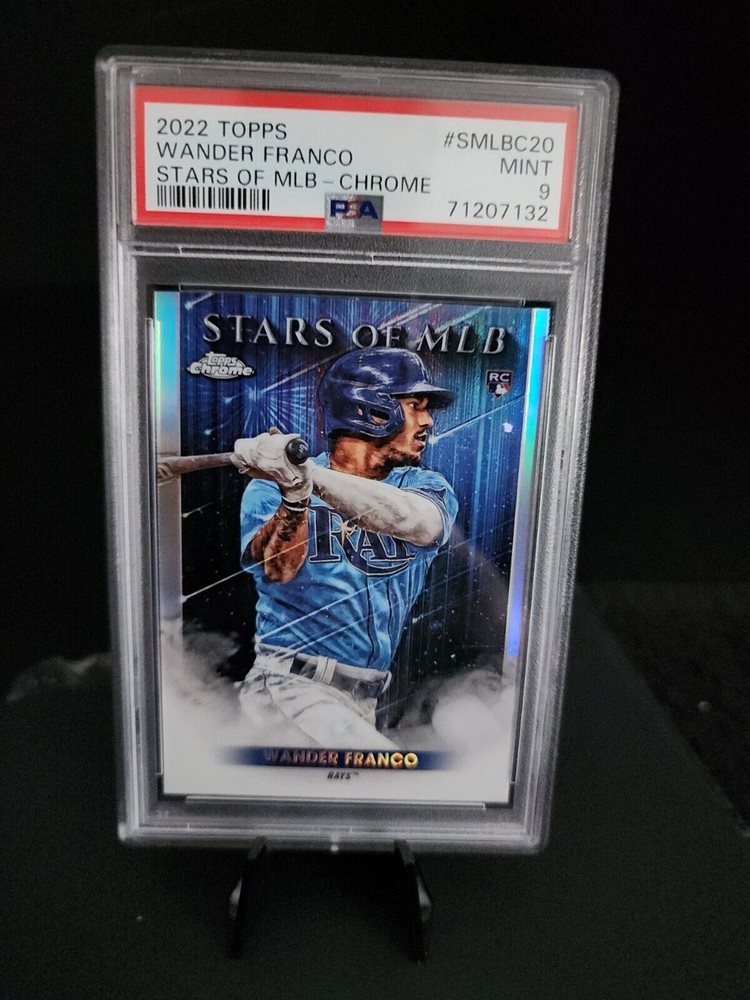 2022 TOPPS #SMLBC20
WANDER FRANCO MINT
STARS OF MLB - CHROME 9
PSA 71207132
STARS OF MLB
Topps
Chrome
RC
RAYS
WANDER FRANCO
RAYS™